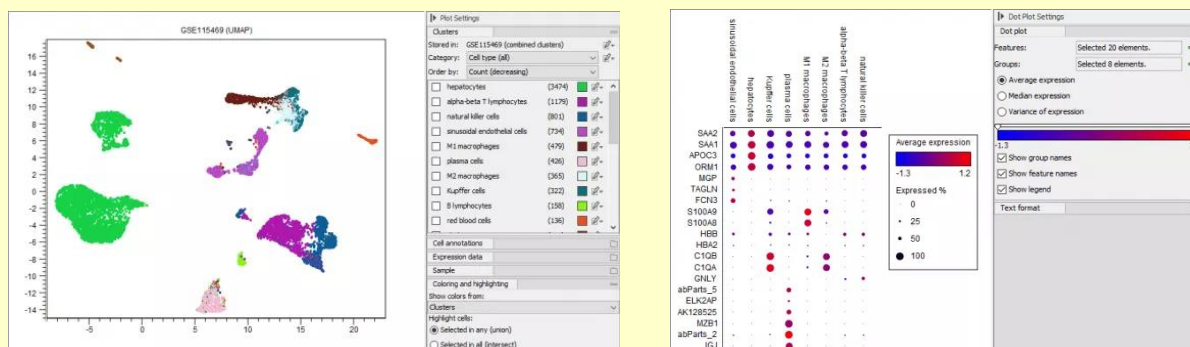 GSE115469 (UMAP)
16
14
12
10
8
6
4
2
0
-2
-4
-6
-8
-10
-12
-14
-5
0
5
10
15
20
Plot Settings
Clusters
Stored in: GSE115469 (combined clusters)
Category: Cell type (all)
Order by: Count (decreasing)
hepatocytes (3474)
alpha-beta T lymphocytes (1179)
natural killer cells (801)
sinusoidal endothelial cells (734)
M1 macrophages (479)
plasma cells (426)
M2 macrophages (365)
Kupffer cells (322)
B lymphocytes (158)
red blood cells (136)
Cell annotations
Expression data
Sample
Coloring and highlighting
Show colors from:
Clusters
Highlight cells:
Selected in any (union)
Selected in all (intersect)
sinusoidal endothelial cells
hepatocytes
Kupffer cells
plasma cells
M1 macrophages
M2 macrophages
alpha-beta T lymphocytes
natural killer cells
SAA2
SAA1
APOC3
ORM1
MGP
TAGLN
FCN3
S100A9
S100A8
HBB
HBA2
C1QB
C1QA
GNLY
abParts_5
ELK2AP
AK128525
MZB1
abParts_2
IGJ
Average expression
-1.3 1.2
Expressed %
0
25
50
100
Dot Plot Settings
Dot plot
Features: Selected 20 elements.
Groups: Selected 8 elements.
Average expression
Median expression
Variance of expression
-1.3
Show group names
Show feature names
Show legend
Text format